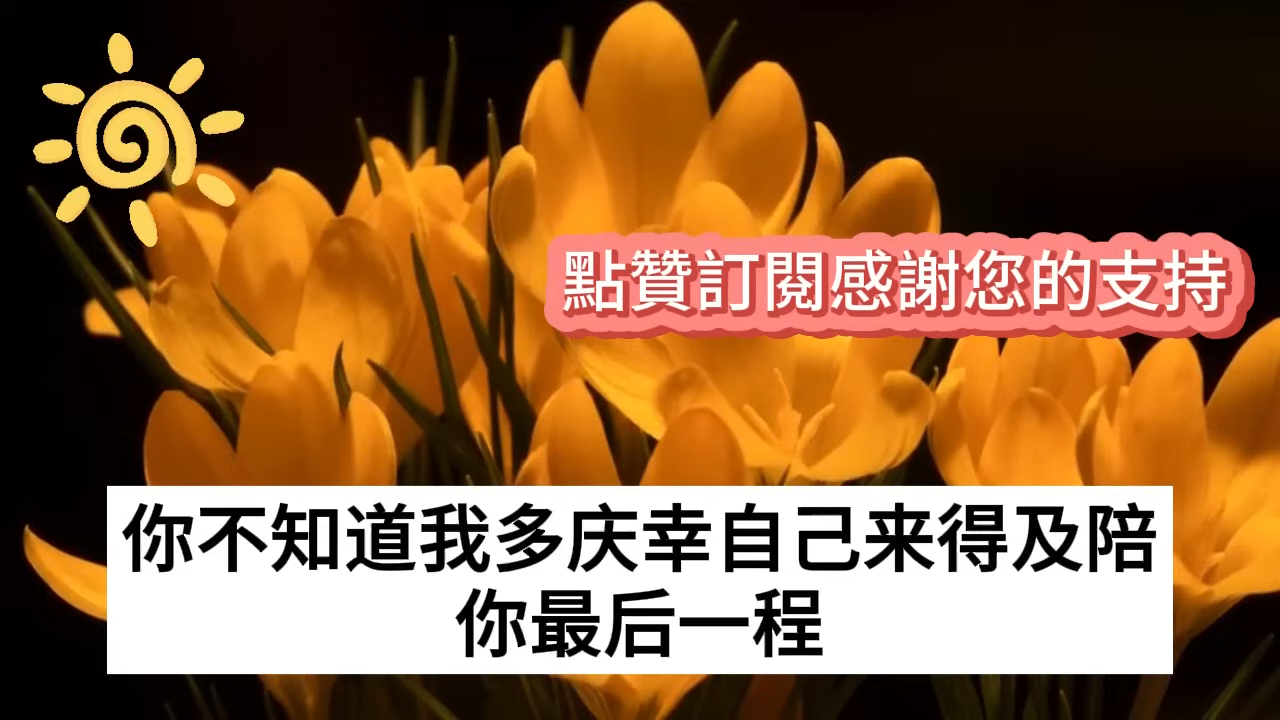 點贊訂閱感謝您的支持
你不知道我多庆幸自己来得及陪
你最后一程